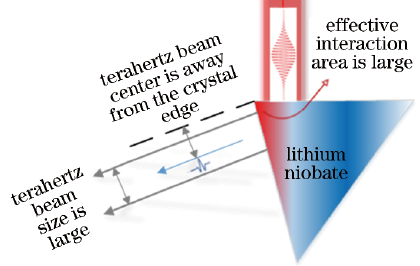 effective
interaction
area is large
terahertz beam
center is away
from the crystal
edge
lithium
niobate
terahertz
beam
size is
large